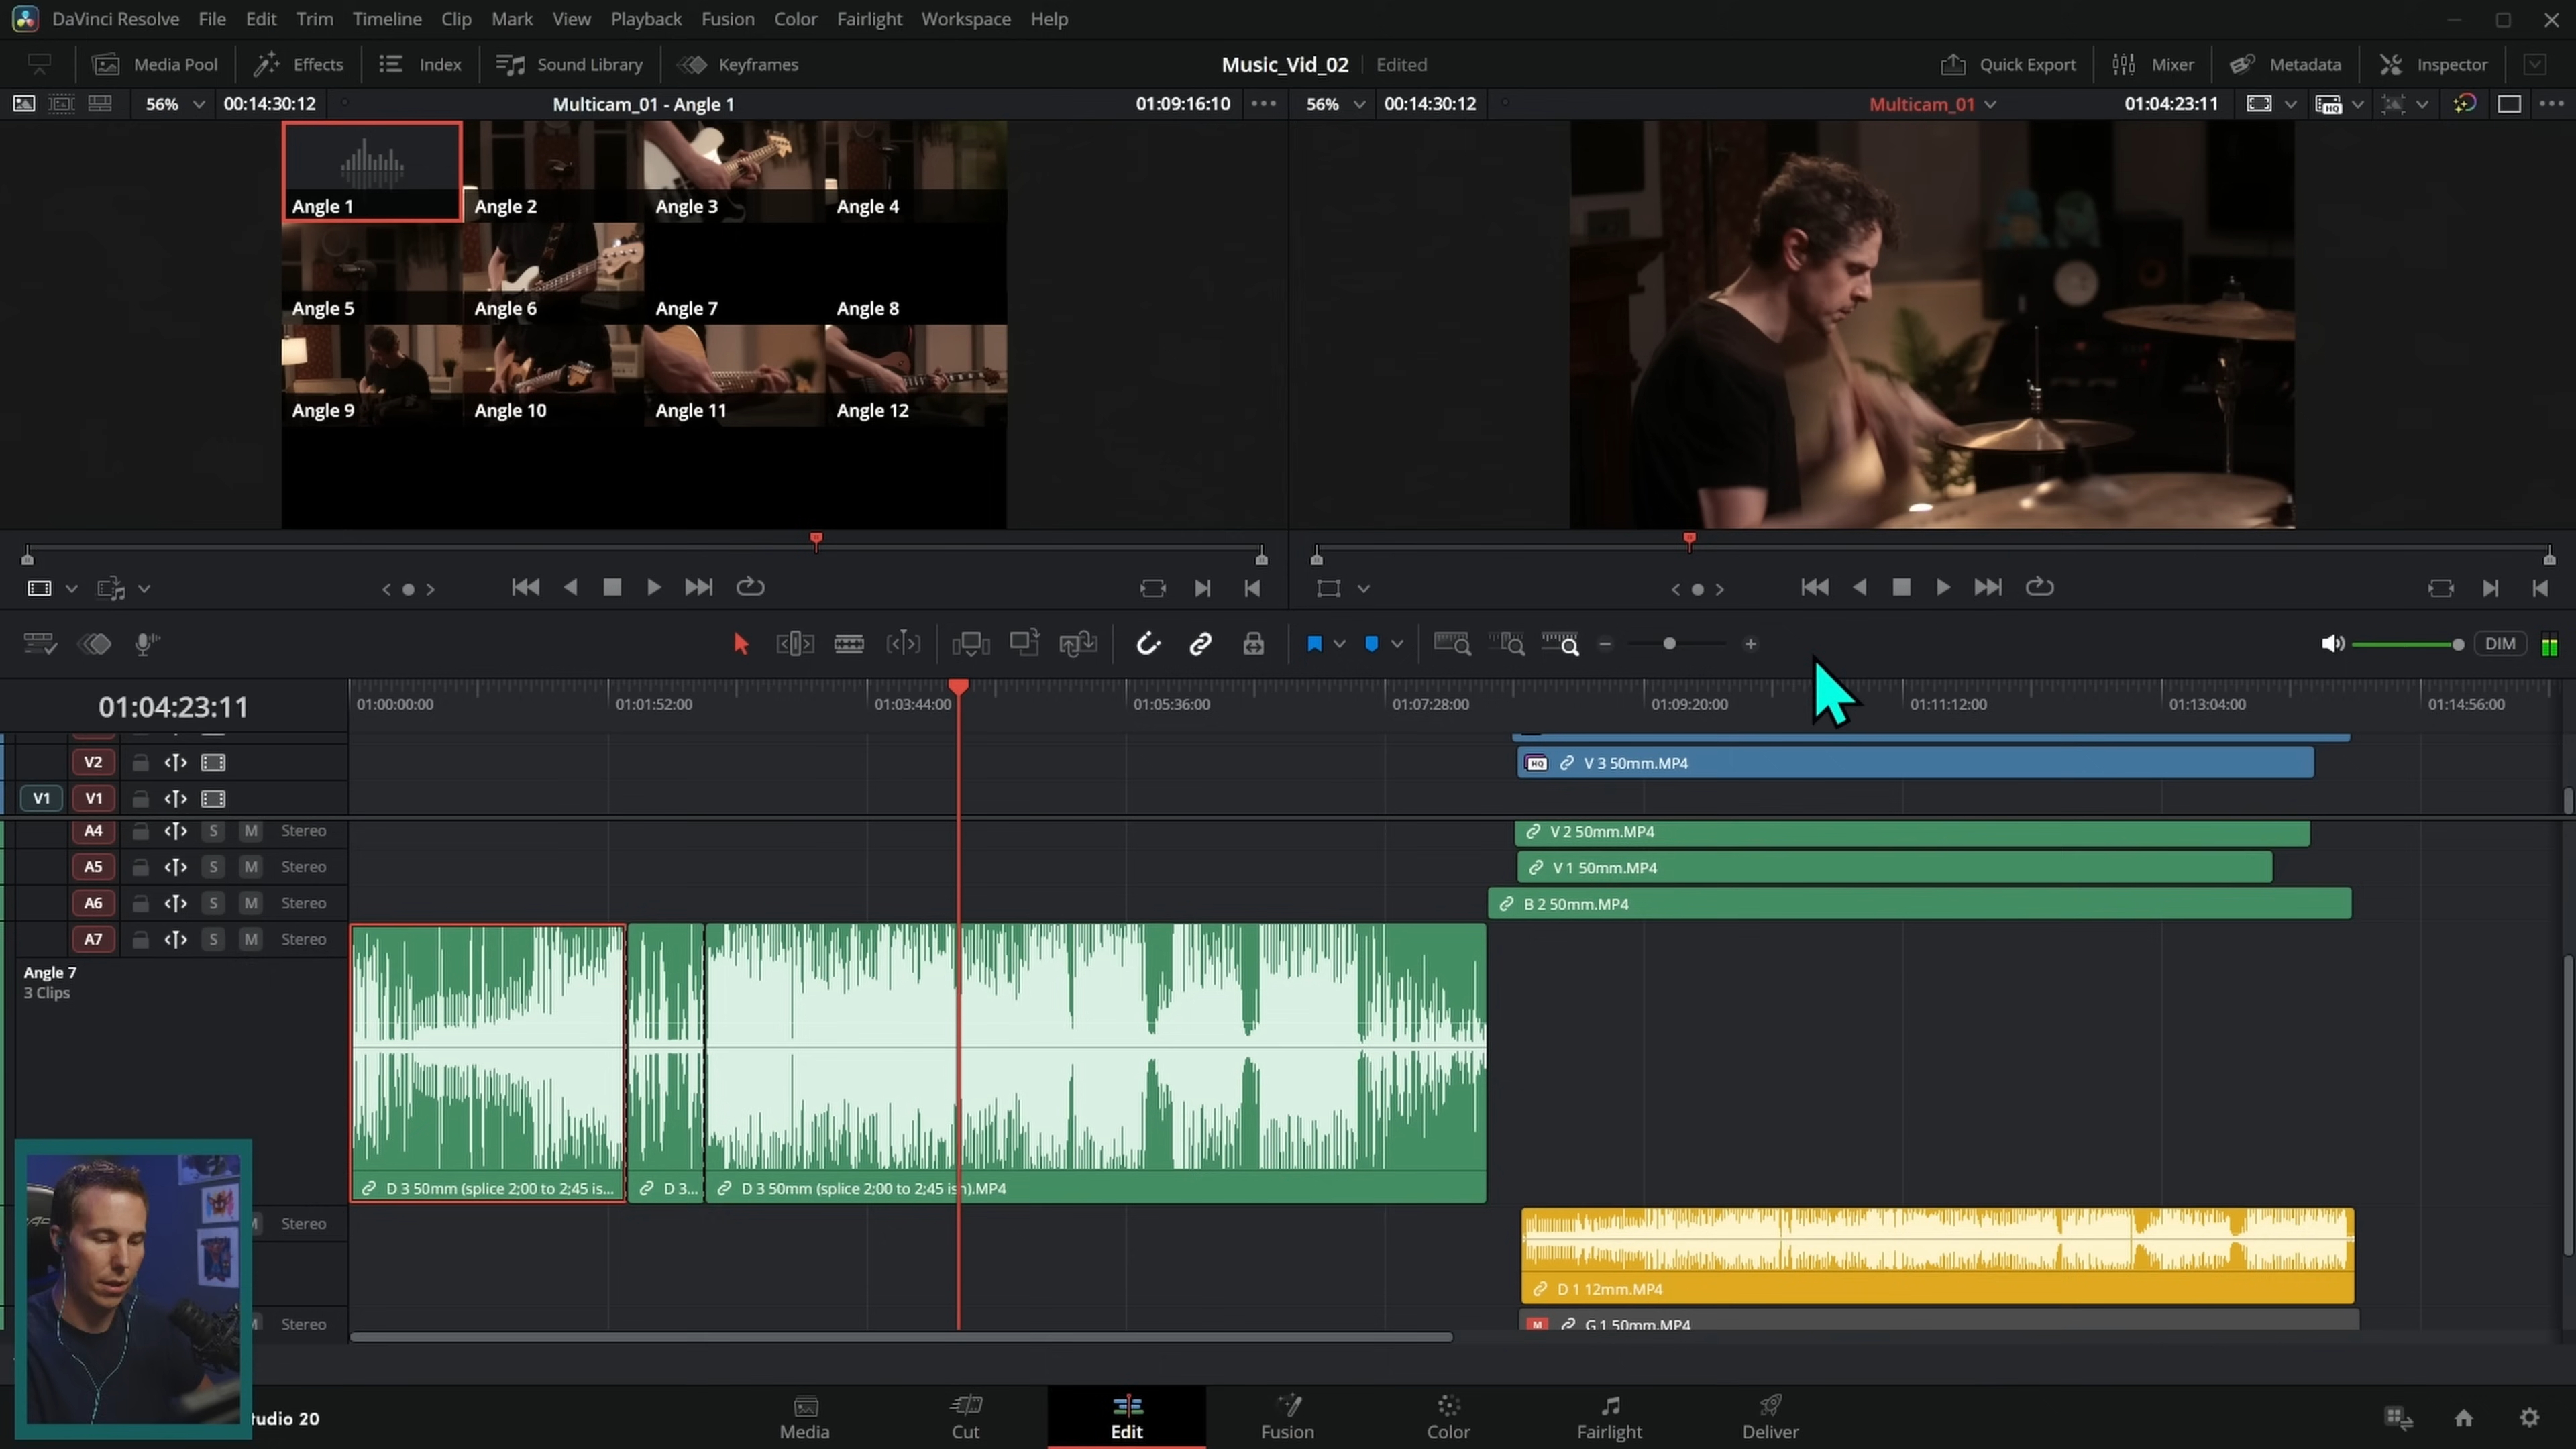 DaVinci Resolve File Edit Trim Timeline Clip Mark View Playback Fusion Color Fairlight Workspace Help
Media Pool Effects Index Sound Library Keyframes Music_Vid_02 Edited Quick Export Mixer Metadata Inspector
56% 00:14:30:12 Multicam_01 - Angle 1 01:09:16:10 56% 00:14:30:12 Multicam_01 01:04:23:11 HQ
Angle 1 Angle 2 Angle 3 Angle 4
Angle 5 Angle 6 Angle 7 Angle 8
Angle 9 Angle 10 Angle 11 Angle 12
DIM
01:04:23:11 01:00:00:00 01:01:52:00 01:03:44:00 01:05:36:00 01:07:28:00 01:09:20:00 01:11:12:00 01:13:04:00 01:14:56:00
V2 HQ V 3 50mm.MP4
V1 V1
A4 S M Stereo V 2 50mm.MP4
A5 S M Stereo V 1 50mm.MP4
A6 S M Stereo B 2 50mm.MP4
A7 S M Stereo
Angle 7
3 Clips
D 3 50mm (splice 2;00 to 2;45 is... D 3... D 3 50mm (splice 2;00 to 2;45 ish).MP4
M Stereo
D 1 12mm.MP4
M Stereo M G 1 50mm.MP4
tudio 20
Media Cut Edit Fusion Color Fairlight Deliver